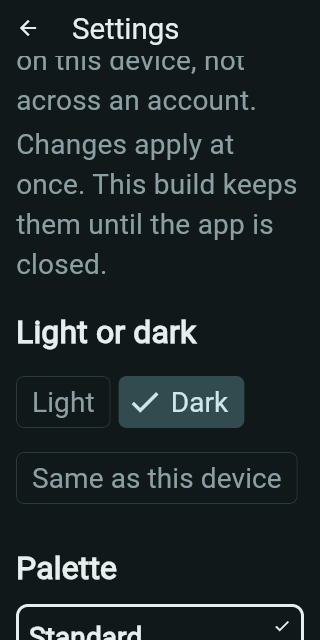 Settings
on this device, not
across an account.
Changes apply at
once. This build keeps
them until the app is
closed.
Light or dark
Light
Dark
Same as this device
Palette
Standard